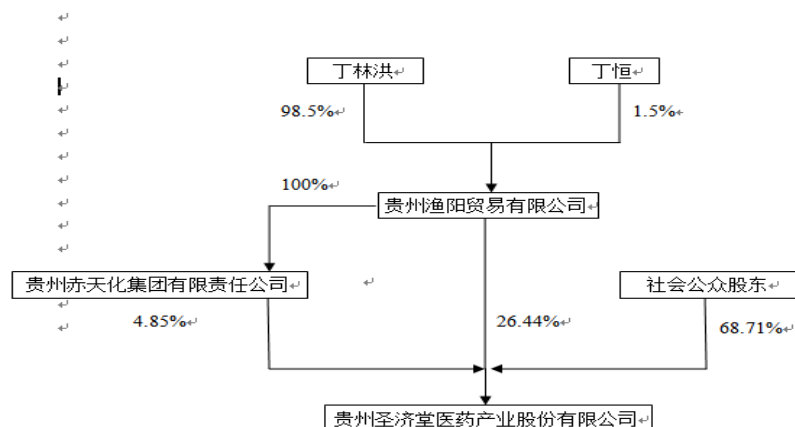 丁林洪
丁恒
98.5%
1.5%
100%
贵州渔阳贸易有限公司
贵州赤天化集团有限责任公司
社会公众股东
4.85%
26.44%
68.71%
贵州圣济堂医药产业股份有限公司